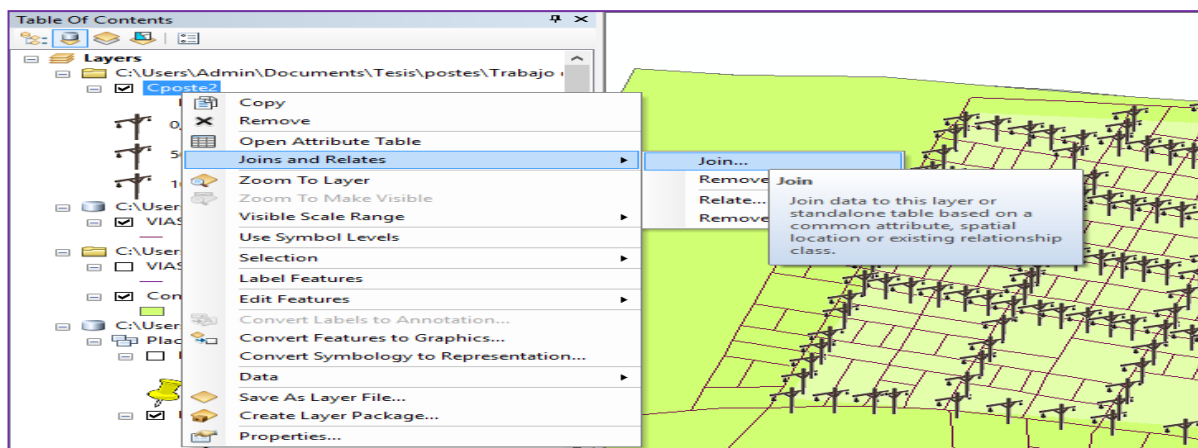 Table Of Contents
Layers
C:\Users\Admin\Documents\Tesis\postes\Trabajo
Cposte2
C:\User
VIAS
C:\User
VIAS
Con
C:\User
Plac
Copy
Remove
Open Attribute Table
Joins and Relates
Zoom To Layer
Zoom To Make Visible
Visible Scale Range
Use Symbol Levels
Selection
Label Features
Edit Features
Convert Labels to Annotation...
Convert Features to Graphics...
Convert Symbology to Representation...
Data
Save As Layer File...
Create Layer Package...
Properties...
Join...
Remove
Relate...
Remove
Join
Join data to this layer or
standalone table based on a
common attribute, spatial
location or existing relationship
class.